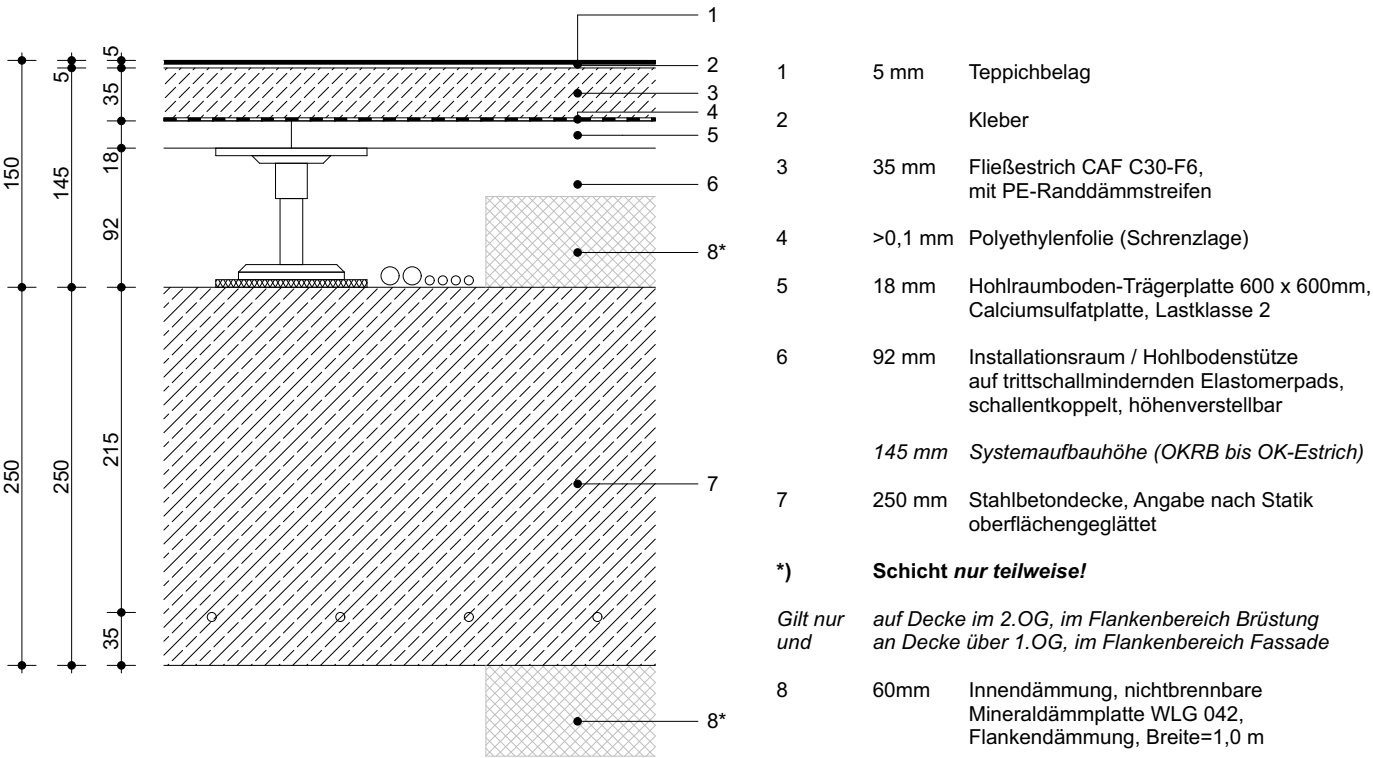 1
2
3
4
5
6
8*
7
8*
5
5
35
18
92
150
145
215
250
250
35
1 5 mm Teppichbelag
2 Kleber
3 35 mm Fließestrich CAF C30-F6,
mit PE-Randdämmstreifen
4 >0,1 mm Polyethylenfolie (Schrenzlage)
5 18 mm Hohlraumboden-Trägerplatte 600 x 600mm,
Calciumsulfatplatte, Lastklasse 2
6 92 mm Installationsraum / Hohlbodenstütze
auf trittschallmindernden Elastomerpads,
schallentkoppelt, höhenverstellbar
145 mm Systemaufbauhöhe (OKRB bis OK-Estrich)
7 250 mm Stahlbetondecke, Angabe nach Statik
oberflächengeglättet
*) Schicht nur teilweise!
Gilt nur auf Decke im 2.OG, im Flankenbereich Brüstung
und an Decke über 1.OG, im Flankenbereich Fassade
8 60mm Innendämmung, nichtbrennbare
Mineraldämmplatte WLG 042,
Flankendämmung, Breite=1,0 m